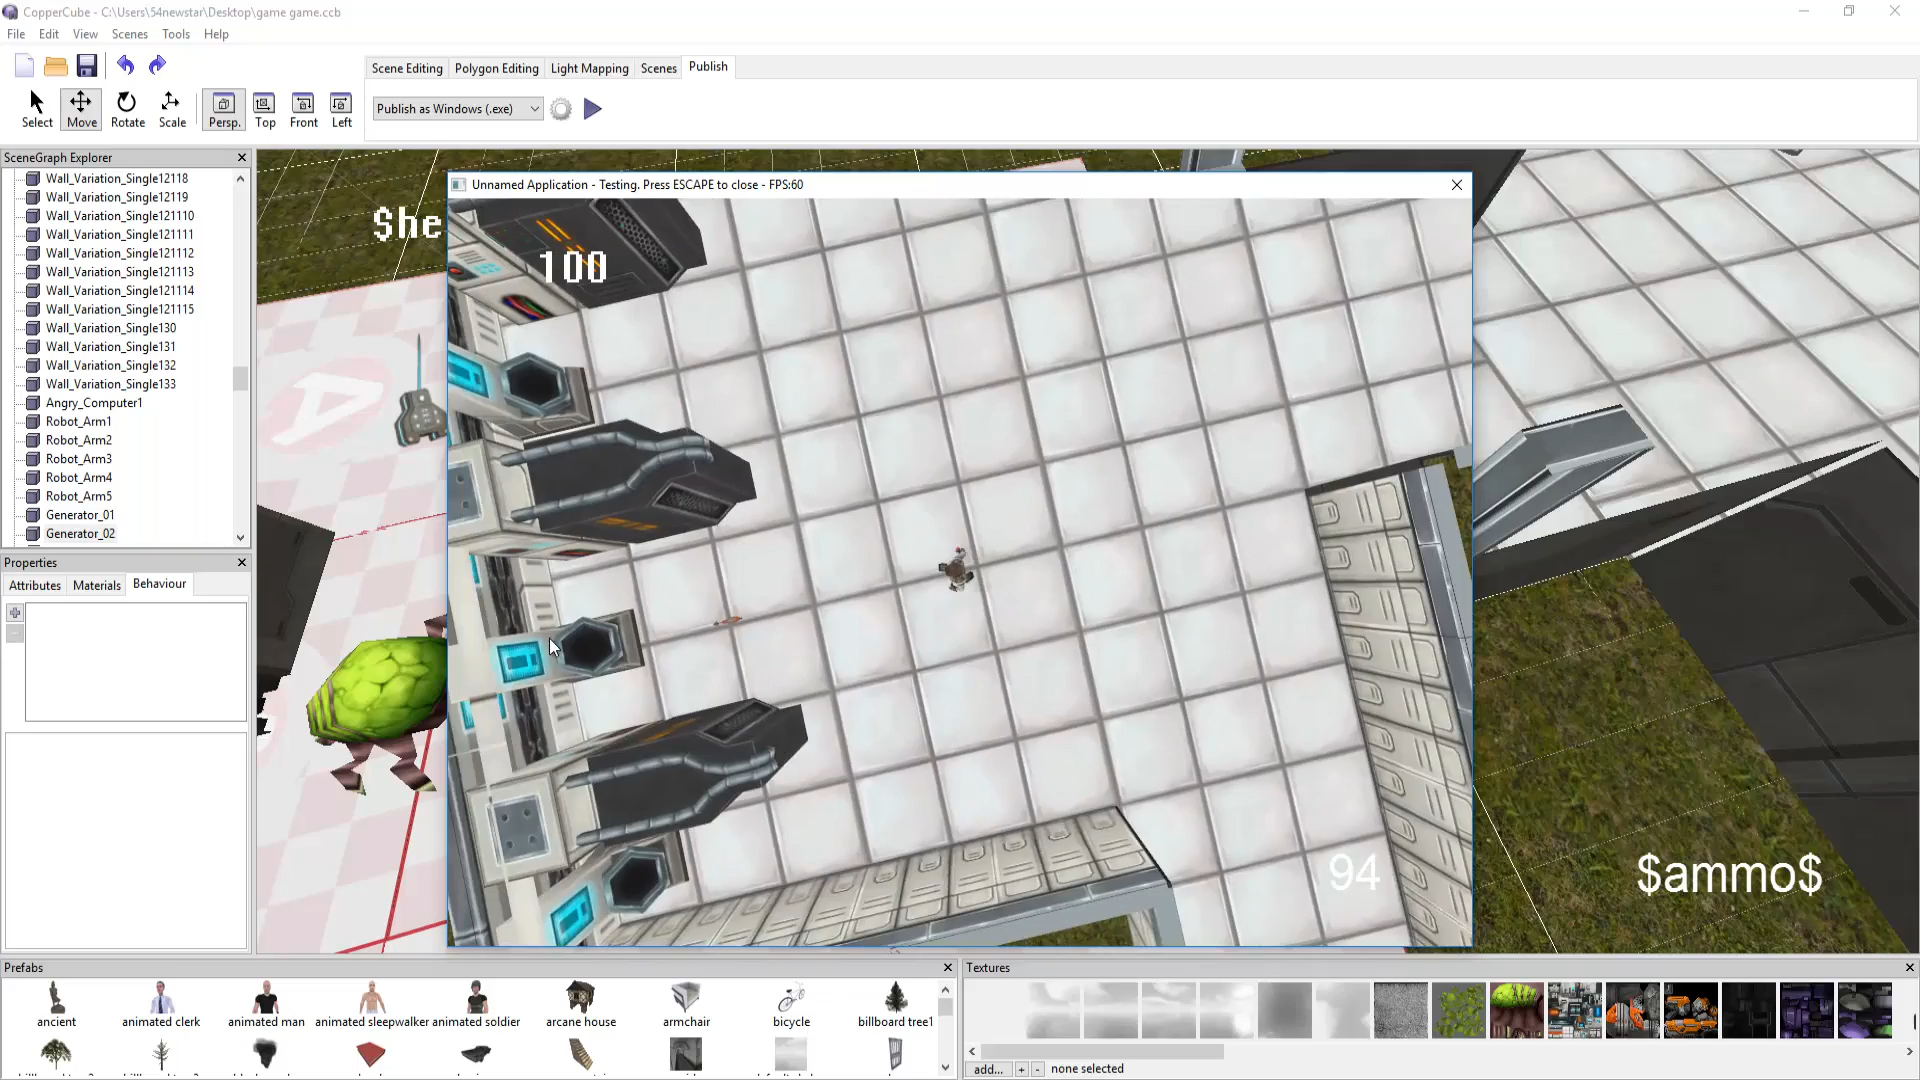 CopperCube - C:\Users\54newstar\Desktop\game game.ccb
File Edit View Scenes Tools Help
Scene Editing Polygon Editing Light Mapping Scenes Publish
Select Move Rotate Scale Persp. Top Front Left
Publish as Windows (.exe)
SceneGraph Explorer
Wall_Variation_Single12118
Wall_Variation_Single12119
Wall_Variation_Single121110
Wall_Variation_Single121111
Wall_Variation_Single121112
Wall_Variation_Single121113
Wall_Variation_Single121114
Wall_Variation_Single121115
Wall_Variation_Single130
Wall_Variation_Single131
Wall_Variation_Single132
Wall_Variation_Single133
Angry_Computer1
Robot_Arm1
Robot_Arm2
Robot_Arm3
Robot_Arm4
Robot_Arm5
Generator_01
Generator_02
Properties
Attributes Materials Behaviour
$he
Unnamed Application - Testing. Press ESCAPE to close - FPS:60
100
94
$ammo$
Prefabs
ancient animated clerk animated man animated sleepwalker animated soldier arcane house armchair bicycle billboard tree1
Textures
add... + - none selected